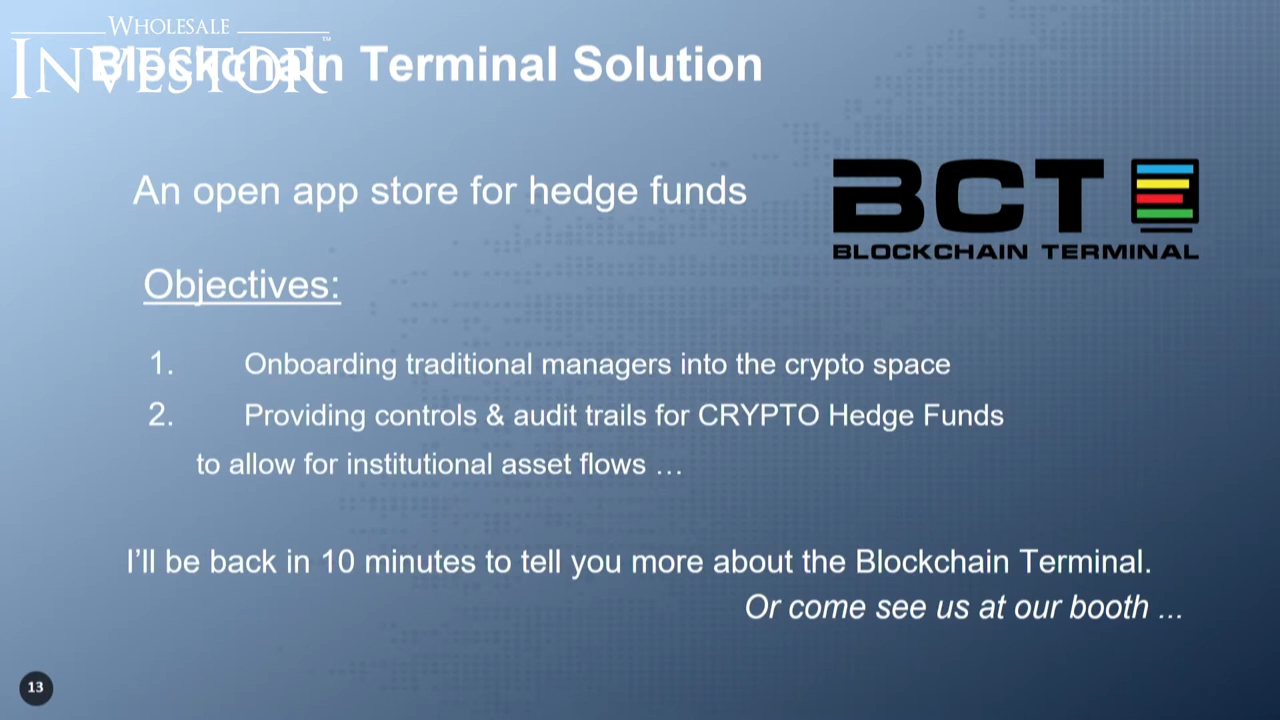 WHOLESALE
INVESTOR™
Blockchain Terminal Solution
An open app store for hedge funds
BCT
BLOCKCHAIN TERMINAL
Objectives:
1. Onboarding traditional managers into the crypto space
2. Providing controls & audit trails for CRYPTO Hedge Funds
to allow for institutional asset flows …
I’ll be back in 10 minutes to tell you more about the Blockchain Terminal.
Or come see us at our booth ...
13